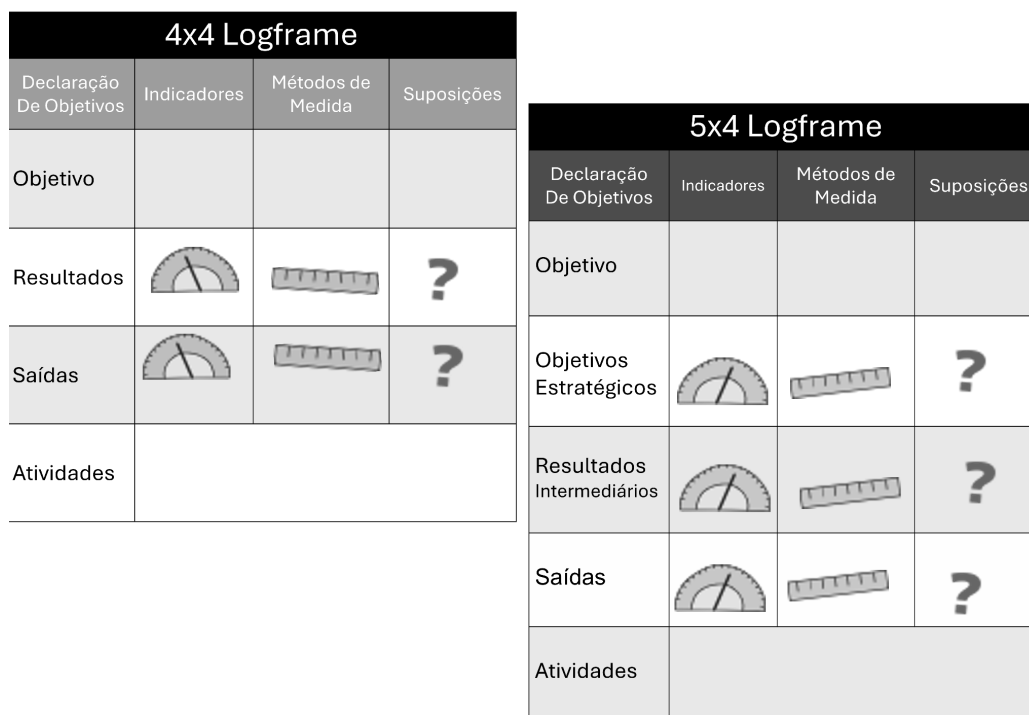 4x4 Logframe
Declaração
De Objetivos
Indicadores
Métodos de
Medida
Suposições
Objetivo
Resultados
?
Saídas
?
Atividades
5x4 Logframe
Declaração
De Objetivos
Indicadores
Métodos de
Medida
Suposições
Objetivo
Objetivos
Estratégicos
?
Resultados
Intermediários
?
Saídas
?
Atividades